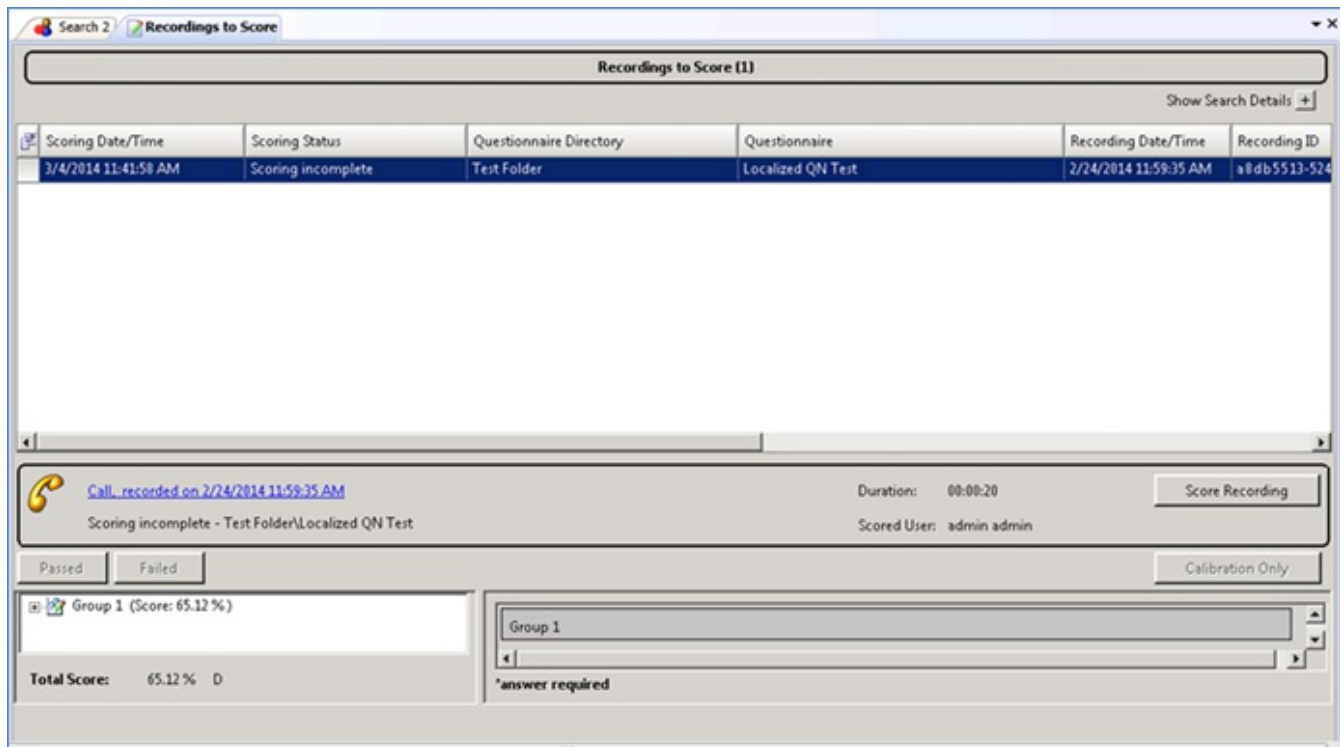 Search 2 Recordings to Score
Recordings to Score (1)
Show Search Details +
Scoring Date/Time Scoring Status Questionnaire Directory Questionnaire Recording Date/Time Recording ID
3/4/2014 11:41:58 AM Scoring incomplete Test Folder Localized QN Test 2/24/2014 11:59:35 AM a8db5513-524
Call, recorded on 2/24/2014 11:59:35 AM Duration: 00:00:20 Score Recording
Scoring incomplete - Test Folder\Localized QN Test Scored User: admin admin
Passed Failed Calibration Only
Group 1 (Score: 65.12 %)
Group 1
Total Score: 65.12 % D
*answer required